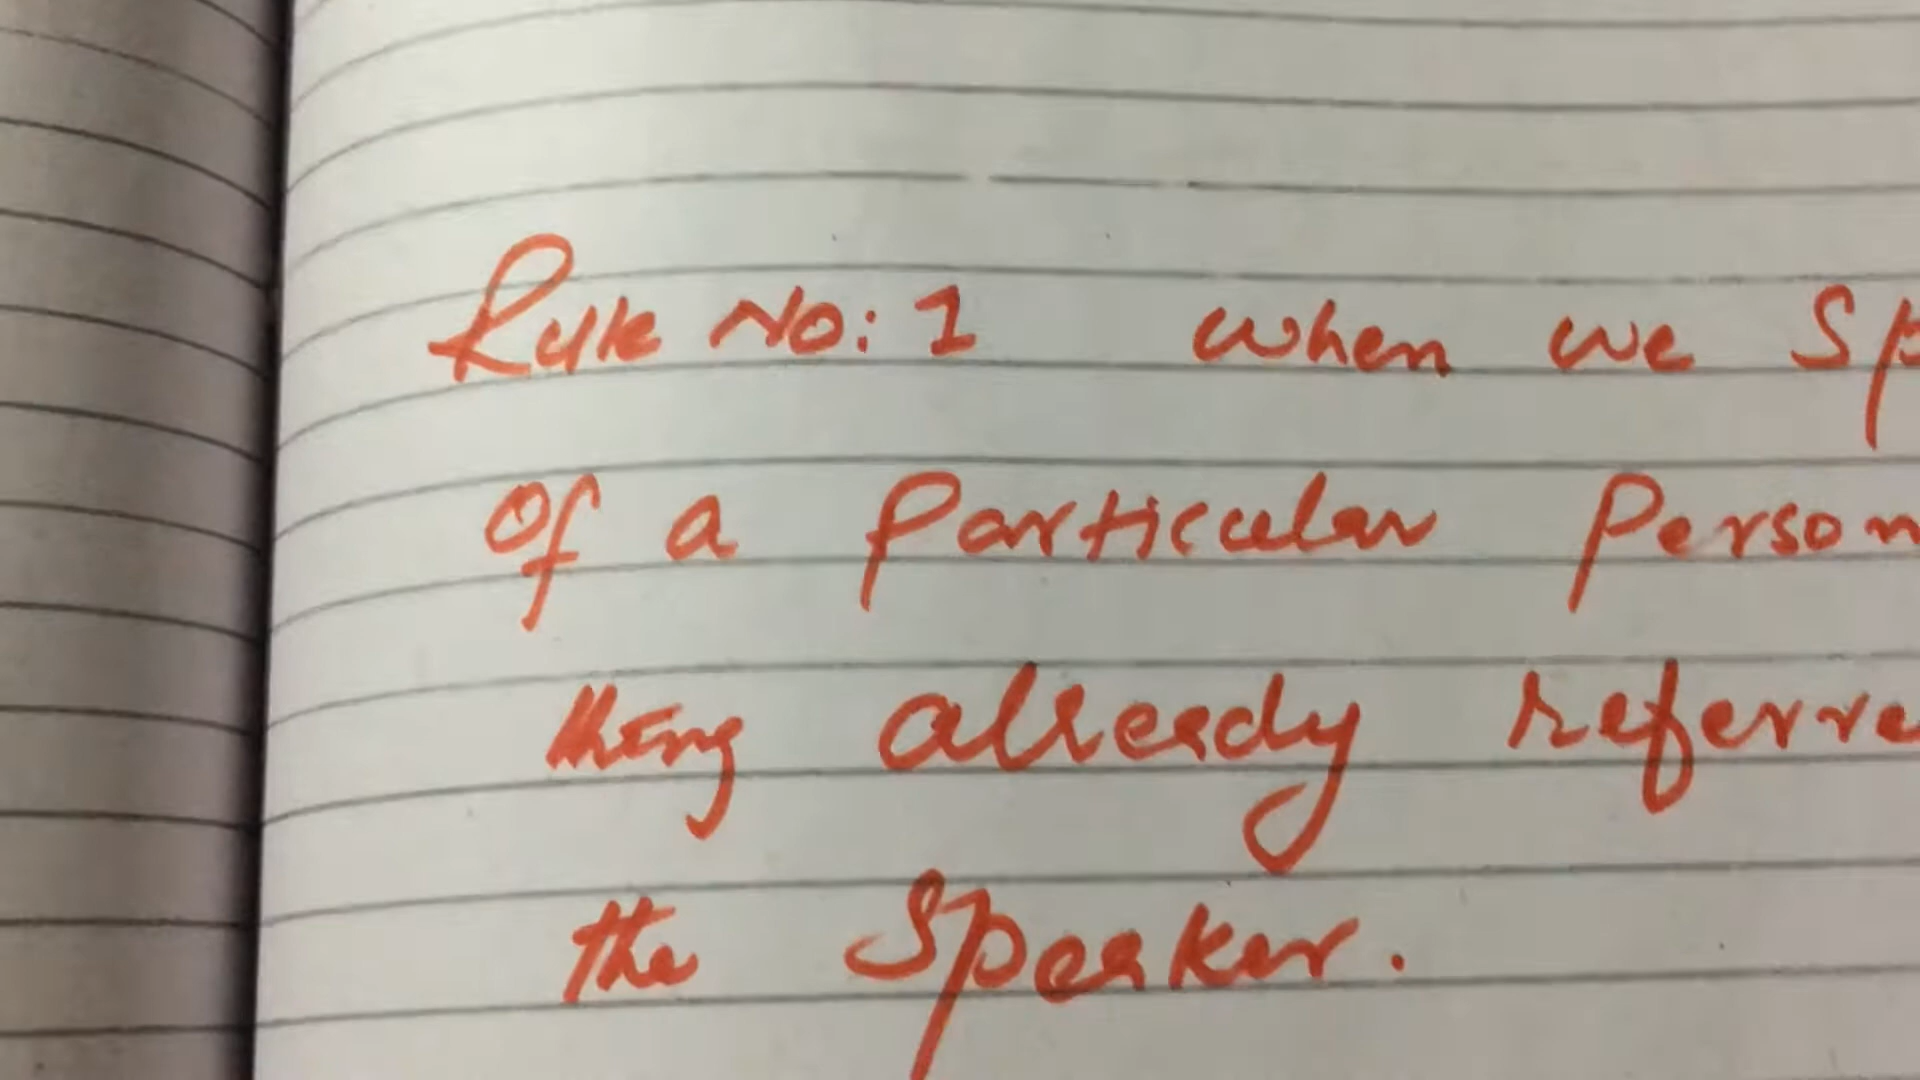 Rule No: 1 when we Sp
of a Particular Person
thing already referre
the Speaker.